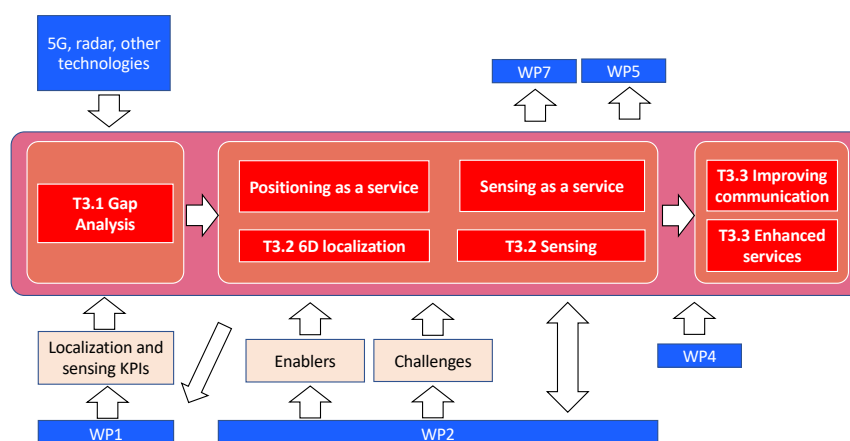 5G, radar, other
technologies
WP7
WP5
T3.1 Gap
Analysis
Positioning as a service
Sensing as a service
T3.2 6D localization
T3.2 Sensing
T3.3 Improving
communication
T3.3 Enhanced
services
Localization and
sensing KPIs
Enablers
Challenges
WP4
WP1
WP2